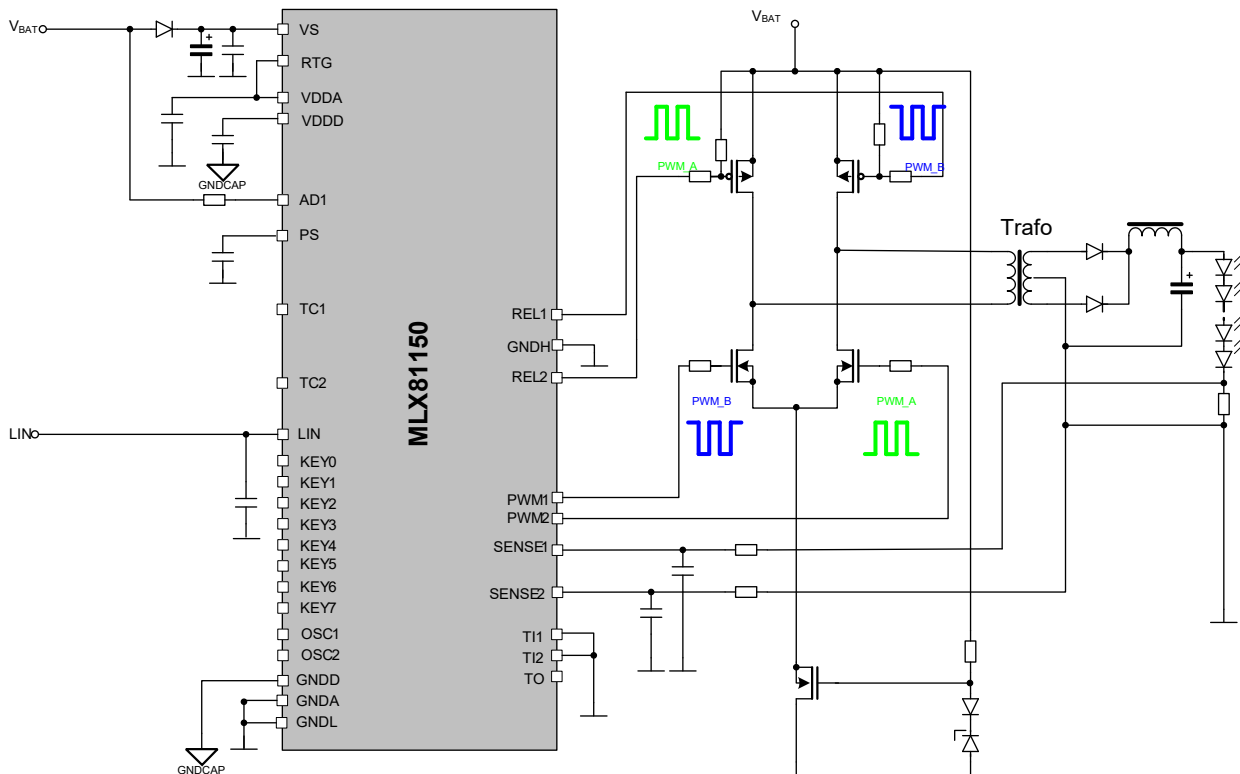 VBAT
VS
RTG
VDDA
VDDD
GNDCAP
AD1
PS
TC1
TC2
LIN
LIN
KEY0
KEY1
KEY2
KEY3
KEY4
KEY5
KEY6
KEY7
OSC1
OSC2
GNDD
GNDA
GNDL
GNDCAP
MLX81150
REL1
GNDH
REL2
PWM1
PWM2
SENSE1
SENSE2
TI1
TI2
TO
VBAT
PWM_A
PWM_B
Trafo
PWM_B
PWM_A